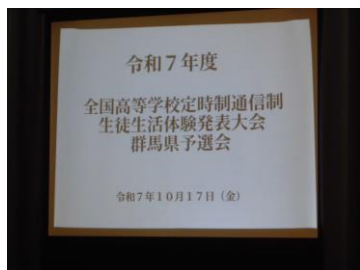 令和７年度
全国高等学校定時制通信制
生徒生活体験発表大会
群馬県予選会
令和７年１０月１７日（金）